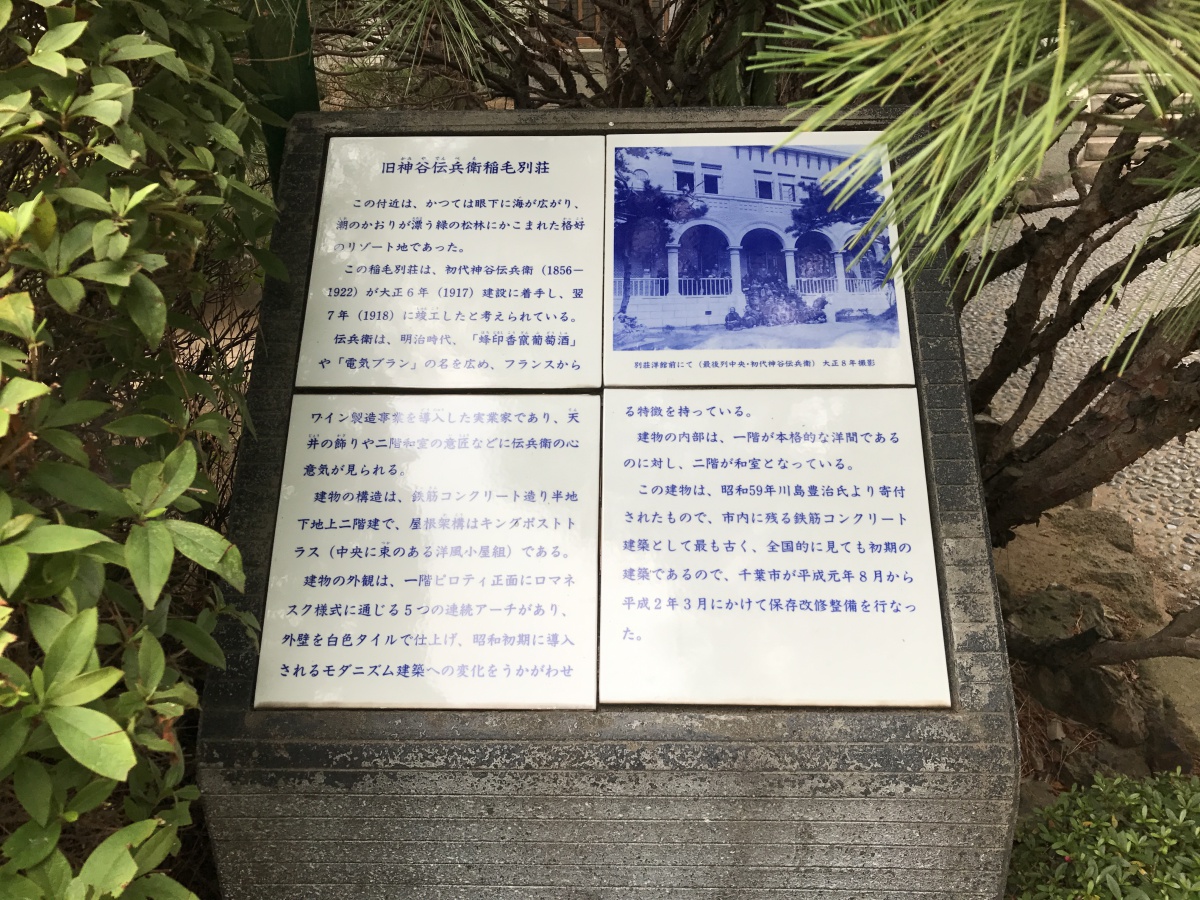 旧神谷伝兵衛稲毛別荘
この付近は、かつては眼下に海が広がり、
潮のかおりが漂う緑の松林にかこまれた格好
のリゾート地であった。
この稲毛別荘は、初代神谷伝兵衛（1856−
1922）が大正６年（1917）建設に着手し、翌
７年（1918）に竣工したと考えられている。
伝兵衛は、明治時代、「蜂印香竄葡萄酒」
や「電気ブラン」の名を広め、フランスから
ワイン製造事業を導入した実業家であり、天
井の飾りや二階和室の意匠などに伝兵衛の心
意気が見られる。
建物の構造は、鉄筋コンクリート造り半地
下地上二階建で、屋根架構はキングポストト
ラス（中央に束のある洋風小屋組）である。
建物の外観は、一階ピロティ正面にロマネ
スク様式に通じる５つの連続アーチがあり、
外壁を白色タイルで仕上げ、昭和初期に導入
されるモダニズム建築への変化をうかがわせ
別荘洋館前にて（最後列中央・初代神谷伝兵衛）大正８年撮影
る特徴を持っている。
建物の内部は、一階が本格的な洋間である
のに対し、二階が和室となっている。
この建物は、昭和59年川島豊治氏より寄付
されたもので、市内に残る鉄筋コンクリート
建築として最も古く、全国的に見ても初期の
建築であるので、千葉市が平成元年８月から
平成２年３月にかけて保存改修整備を行なっ
た。